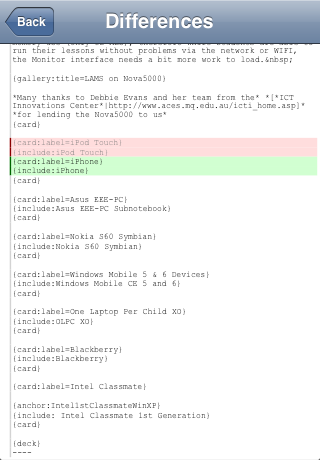 Back
Differences
run their lessons without problems via the network or WIFI,
the Monitor interface needs a bit more work to load.&nbsp;
{gallery:title=LAMS on Nova5000}
*Many thanks to Debbie Evans and her team from the* *[*ICT
Innovations Center*|http://www.aces.mq.edu.au/icti_home.asp]*
*for lending the Nova5000 to us*
{card}
{card:label=iPod Touch}
{include:iPod Touch}
{card:label=iPhone}
{include:iPhone}
{card}
{card:label=Asus EEE-PC}
{include:Asus EEE-PC Subnotebook}
{card}
{card:label=Nokia S60 Symbian}
{include:Nokia S60 Symbian}
{card}
{card:label=Windows Mobile 5 & 6 Devices}
{include:Windows Mobile CE 5 and 6}
{card}
{card:label=One Laptop Per Child XO}
{include:OLPC XO}
{card}
{card:label=Blackberry}
{include:Blackberry}
{card}
{card:label=Intel Classmate}
{anchor:Intel1stClassmateWinXP}
{include: Intel Classmate 1st Generation}
{card}
{deck}
----